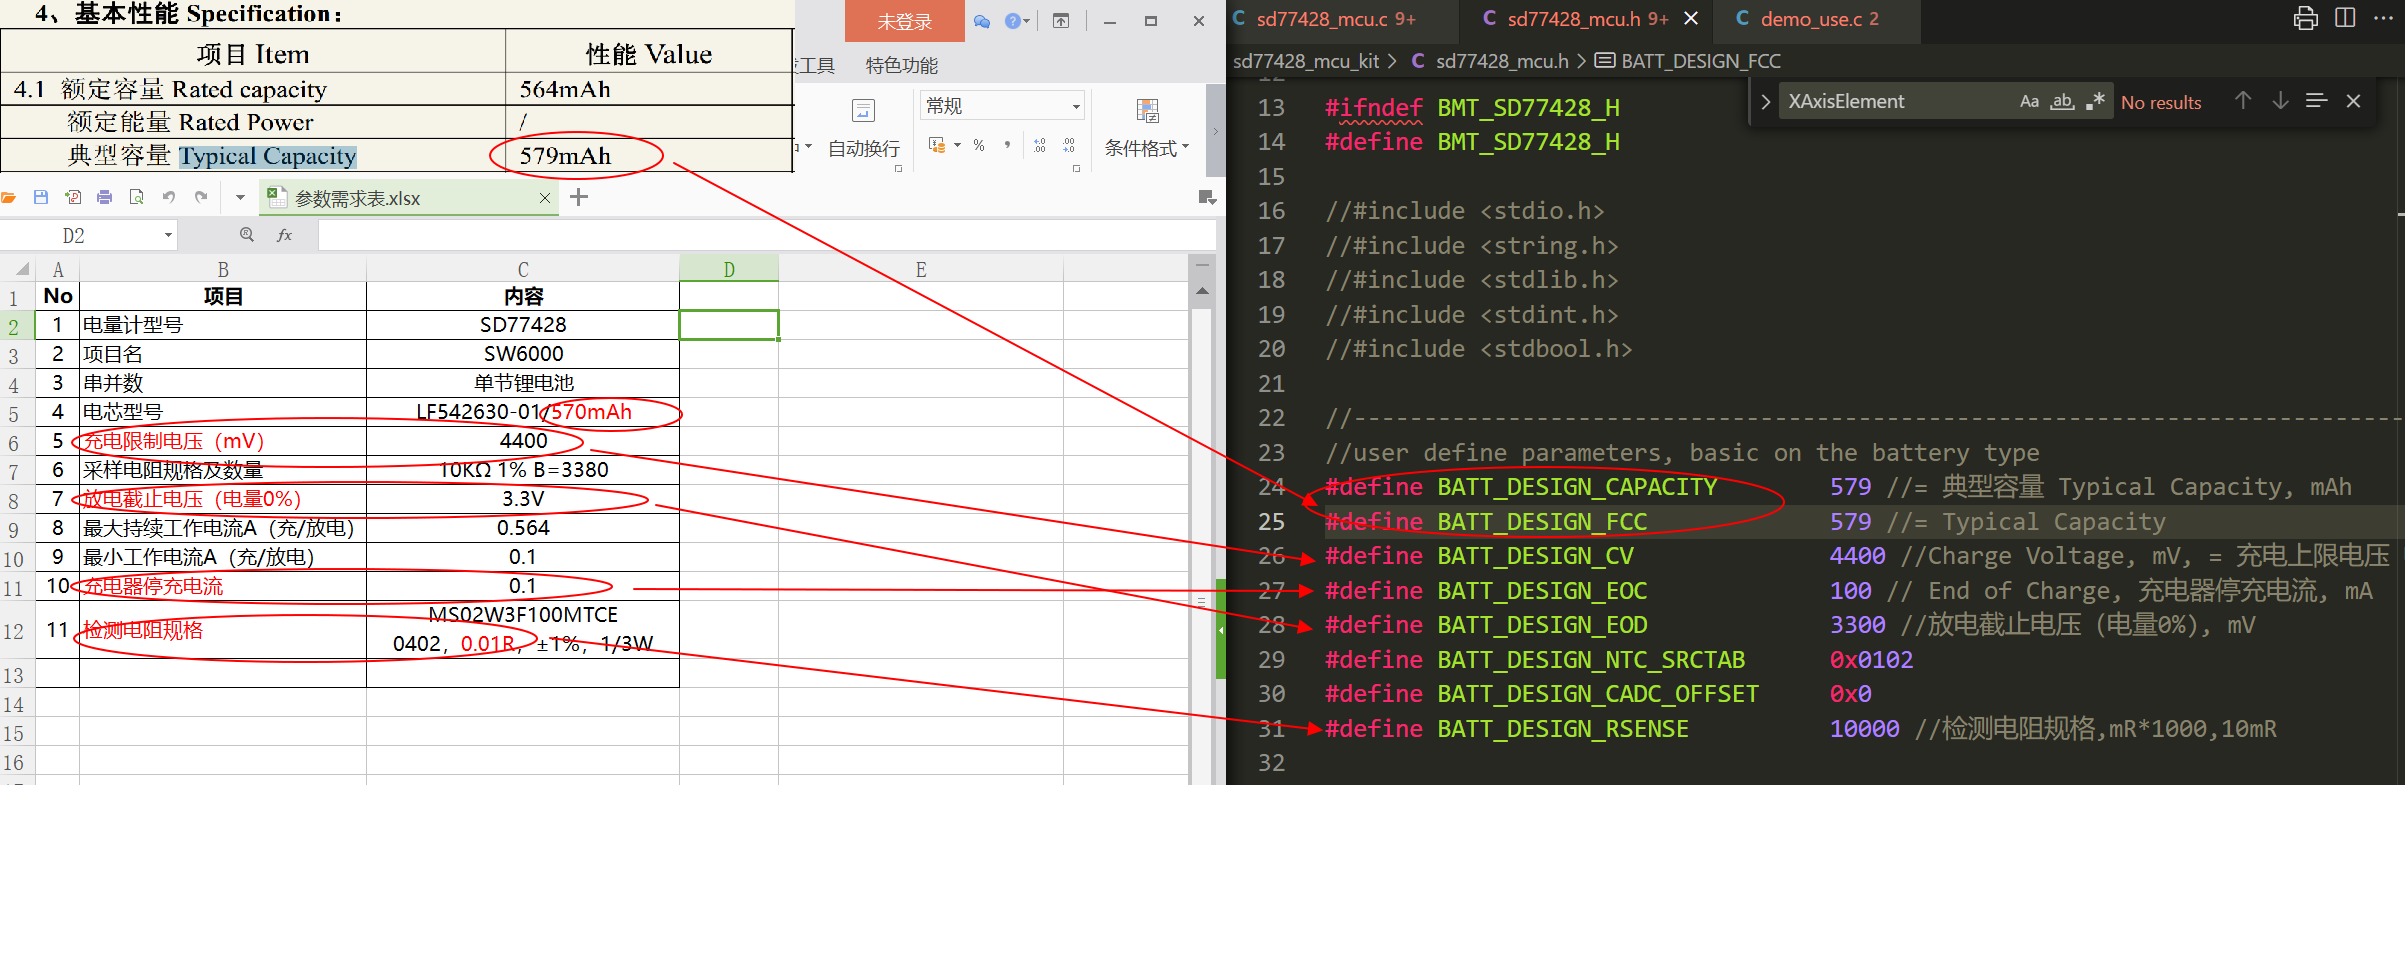 4、基本性能 Specification：
项目 Item 性能 Value
4.1 额定容量 Rated capacity 564mAh
额定能量 Rated Power /
典型容量 Typical Capacity 579mAh
未登录
工具 特色功能
常规
自动换行
条件格式
参数需求表.xlsx
D2
fx
A B C D E
1 No 项目 内容
2 1 电量计型号 SD77428
3 2 项目名 SW6000
4 3 串并数 单节锂电池
5 4 电芯型号 LF542630-01/570mAh
6 5 充电限制电压（mV） 4400
7 6 采样电阻规格及数量 10KΩ 1% B=3380
8 7 放电截止电压（电量0%） 3.3V
9 8 最大持续工作电流A（充/放电） 0.564
10 9 最小工作电流A（充/放电） 0.1
11 10 充电器停充电流 0.1
12 11 检测电阻规格 MS02W3F100MTCE
0402，0.01R，±1%，1/3W
13
14
15
16
sd77428_mcu.c 9+ sd77428_mcu.h 9+ demo_use.c 2
sd77428_mcu_kit > C sd77428_mcu.h > BATT_DESIGN_FCC
XAxisElement Aa ab .* No results
13 #ifndef BMT_SD77428_H
14 #define BMT_SD77428_H
15
16 //#include <stdio.h>
17 //#include <string.h>
18 //#include <stdlib.h>
19 //#include <stdint.h>
20 //#include <stdbool.h>
21
22 //---------------------------------------------------------------------------
23 //user define parameters, basic on the battery type
24 #define BATT_DESIGN_CAPACITY 579 //= 典型容量 Typical Capacity, mAh
25 #define BATT_DESIGN_FCC 579 //= Typical Capacity
26 #define BATT_DESIGN_CV 4400 //Charge Voltage, mV, = 充电上限电压
27 #define BATT_DESIGN_EOC 100 // End of Charge, 充电器停充电流, mA
28 #define BATT_DESIGN_EOD 3300 //放电截止电压（电量0%), mV
29 #define BATT_DESIGN_NTC_SRCTAB 0x0102
30 #define BATT_DESIGN_CADC_OFFSET 0x0
31 #define BATT_DESIGN_RSENSE 10000 //检测电阻规格,mR*1000,10mR
32